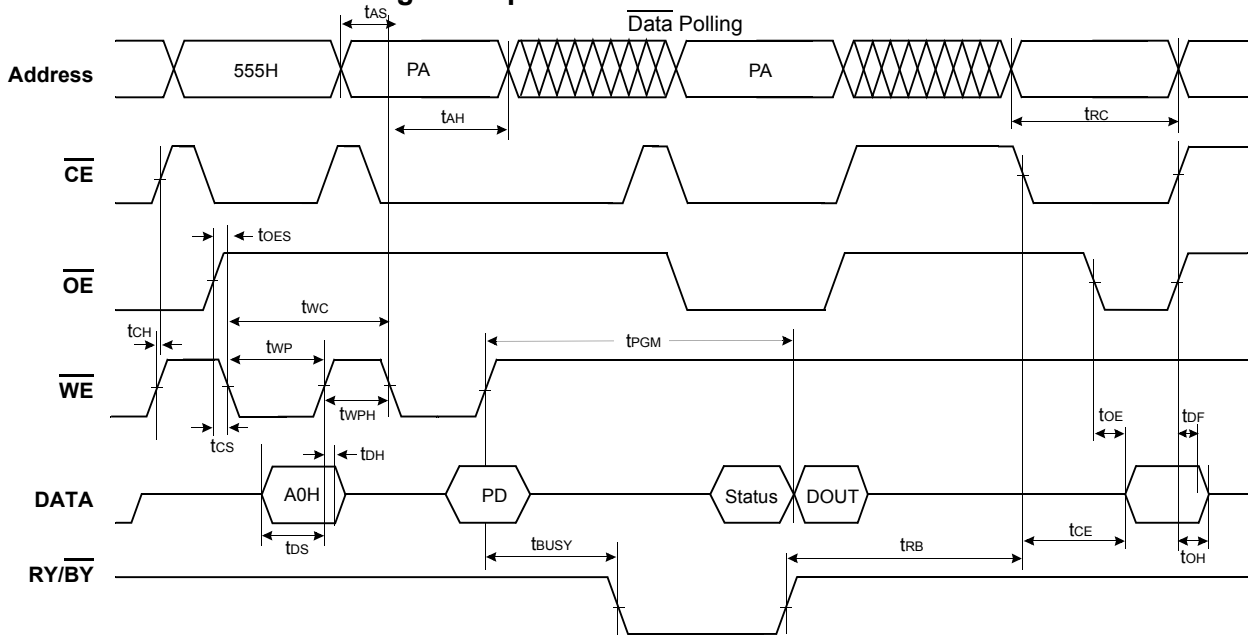 tAS
Data Polling
Address
555H
PA
PA
tAH
tRC
CE
tOES
OE
tWC
tCH
tWP
tPGM
WE
tWPH
tOE
tDF
tCS
tDH
DATA
A0H
PD
Status
DOUT
tDS
tBUSY
tRB
tCE
tOH
RY/BY